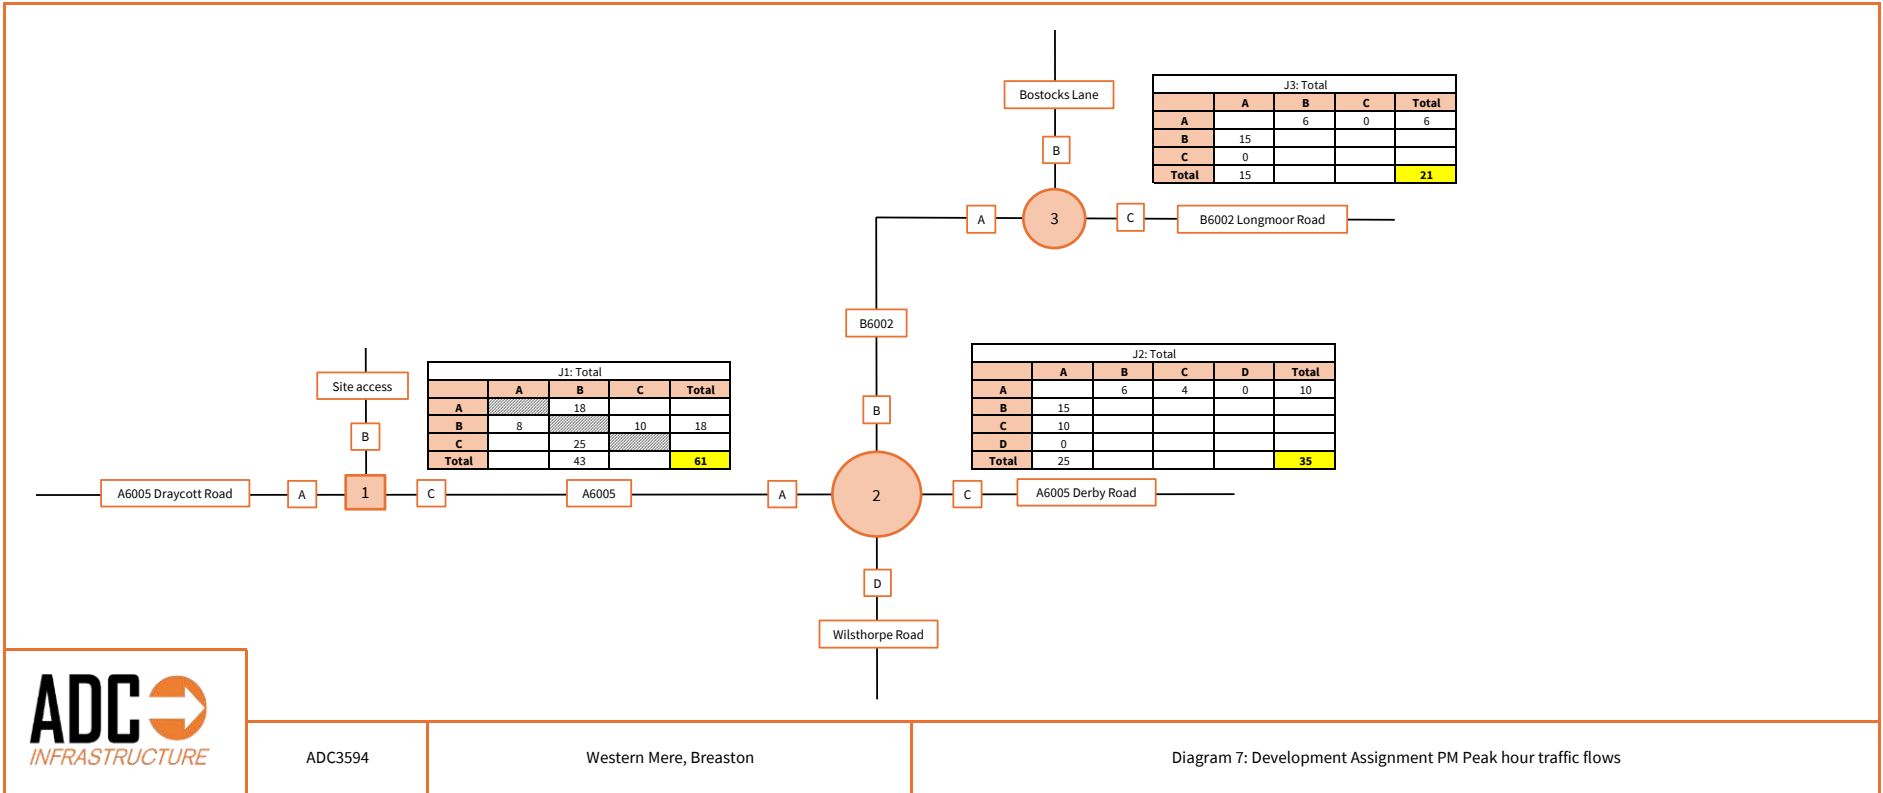 Bostocks Lane
B
A
3
C
B6002 Longmoor Road
J3: Total
A B C Total
A 6 0 6
B 15
C 0
Total 15 21
B6002
B
Site access
B
J1: Total
A B C Total
A 18
B 8 10 18
C 25
Total 43 61
J2: Total
A B C D Total
A 6 4 0 10
B 15
C 10
D 0
Total 25 35
A6005 Draycott Road
A
1
C
A6005
A
2
C
A6005 Derby Road
D
Wilsthorpe Road
ADC
INFRASTRUCTURE
ADC3594
Western Mere, Breaston
Diagram 7: Development Assignment PM Peak hour traffic flows